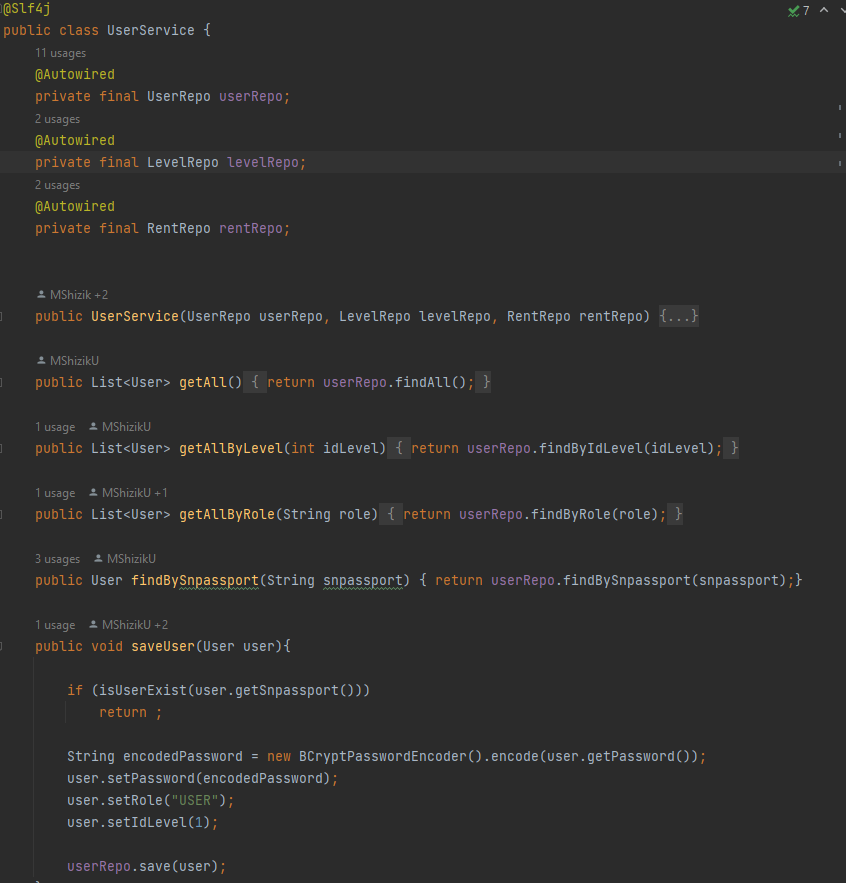 @Slf4j
7
public class UserService {
11 usages
@Autowired
private final UserRepo userRepo;
2 usages
@Autowired
private final LevelRepo levelRepo;
2 usages
@Autowired
private final RentRepo rentRepo;
MShizik +2
public UserService(UserRepo userRepo, LevelRepo levelRepo, RentRepo rentRepo) {...}
MShizikU
public List<User> getAll() { return userRepo.findAll(); }
1 usage MShizikU
public List<User> getAllByLevel(int idLevel) { return userRepo.findByIdLevel(idLevel); }
1 usage MShizikU +1
public List<User> getAllByRole(String role) { return userRepo.findByRole(role); }
3 usages MShizikU
public User findBySnpassport(String snpassport) { return userRepo.findBySnpassport(snpassport);}
1 usage MShizikU +2
public void saveUser(User user){
if (isUserExist(user.getSnpassport()))
return ;
String encodedPassword = new BCryptPasswordEncoder().encode(user.getPassword());
user.setPassword(encodedPassword);
user.setRole("USER");
user.setIdLevel(1);
userRepo.save(user);